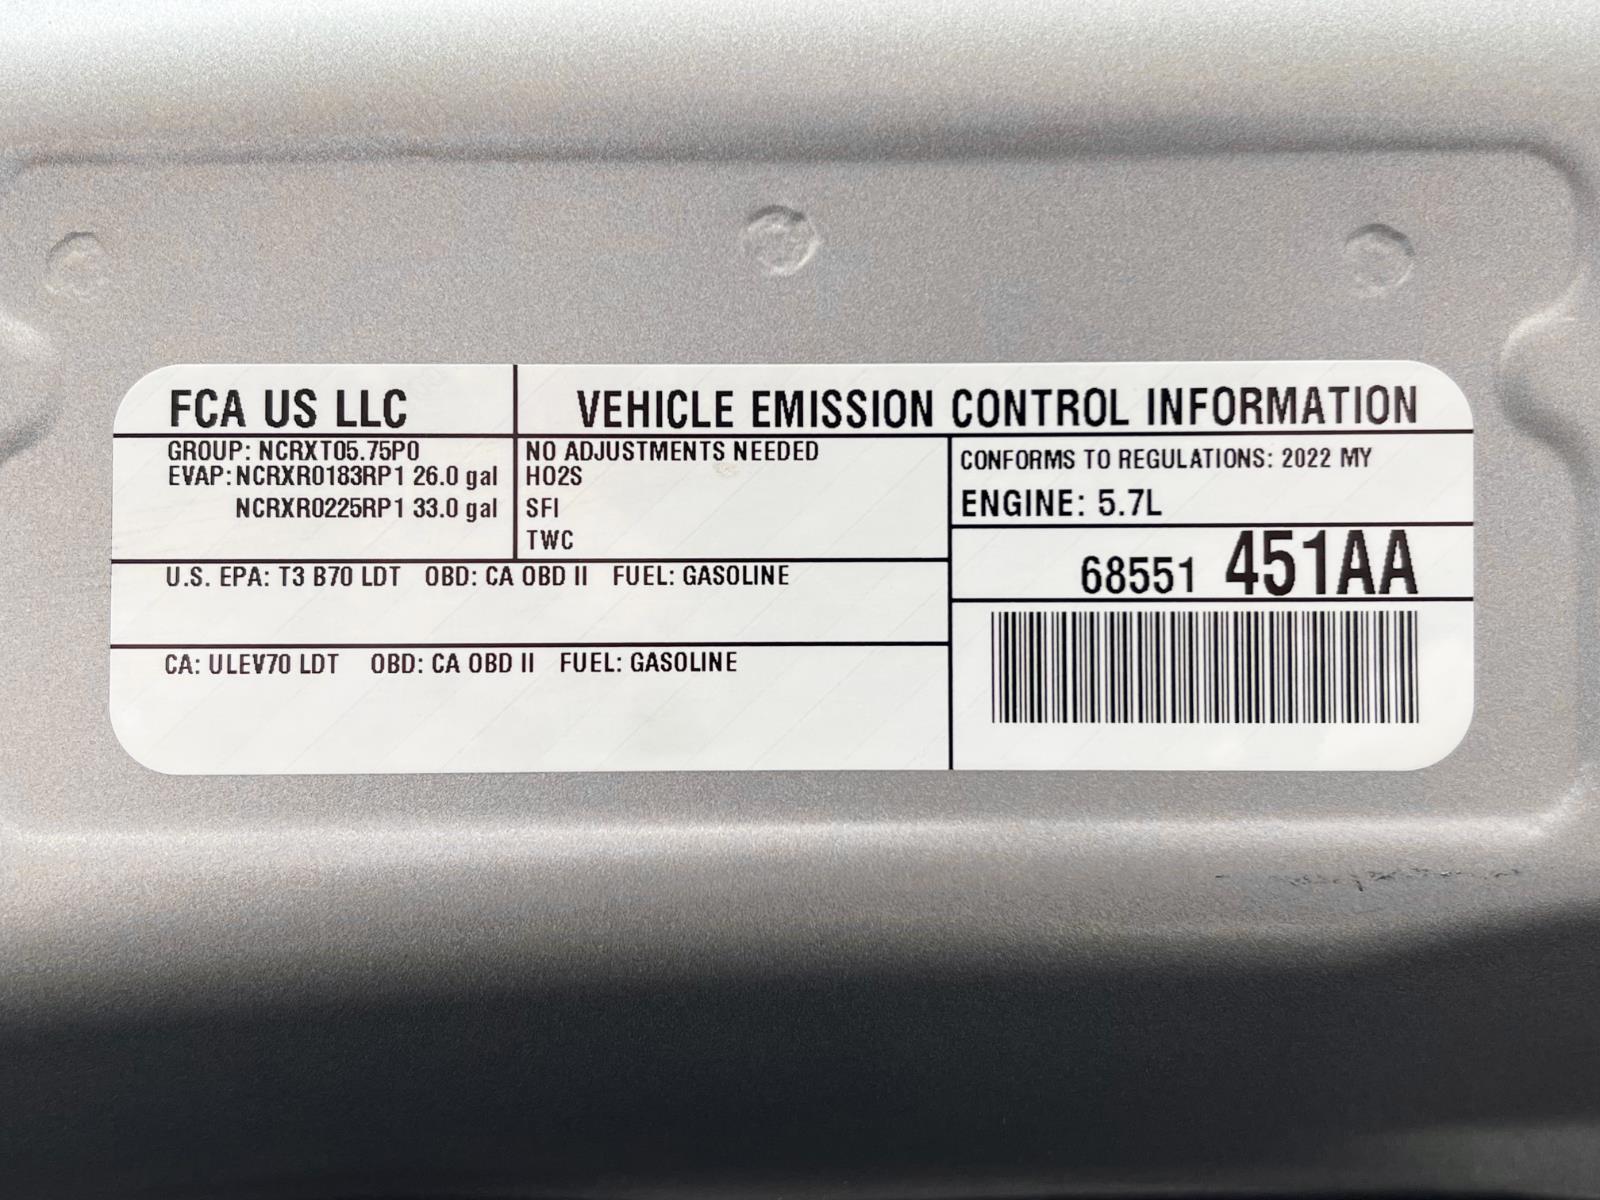 FCA US LLC
VEHICLE EMISSION CONTROL INFORMATION
GROUP: NCRXT05.75P0
EVAP: NCRXR0183RP1 26.0 gal
NCRXR0225RP1 33.0 gal
NO ADJUSTMENTS NEEDED
HO2S
SFI
TWC
CONFORMS TO REGULATIONS: 2022 MY
ENGINE: 5.7L
68551 451AA
U.S. EPA: T3 B70 LDT OBD: CA OBD II FUEL: GASOLINE
CA: ULEV70 LDT OBD: CA OBD II FUEL: GASOLINE